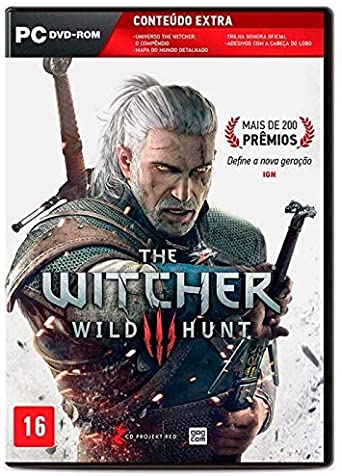 PC DVD-ROM
CONTEÚDO EXTRA
•UNIVERSO THE WITCHER:
O COMPÊNDIO
•MAPA DO MUNDO DETALHADO
•TRILHA SONORA OFICIAL
•ADESIVOS COM A CABEÇA DO LOBO
MAIS DE 200
PRÊMIOS
Define a nova geração
IGN
THE
WITCHER
WILD III HUNT
16
CD PROJEKT RED
GOG
COM